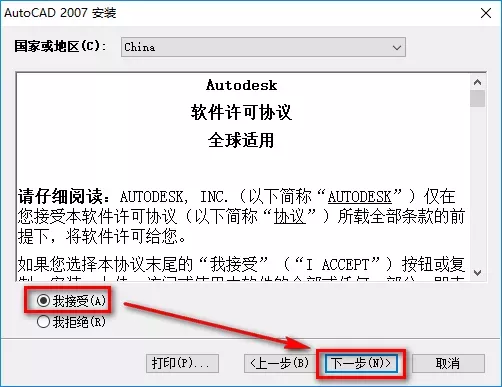 AutoCAD 2007 安装
国家或地区(C): China
Autodesk
软件许可协议
全球适用
请仔细阅读：AUTODESK, INC.（以下简称“AUTODESK”）仅在
您接受本软件许可协议（以下简称“协议”）所载全部条款的前
提下，将软件许可给您。
如果您选择本协议末尾的“我接受”（“I ACCEPT”）按钮或复
我接受(A)
我拒绝(R)
打印(P)... <上一步(B) 下一步(N)> 取消